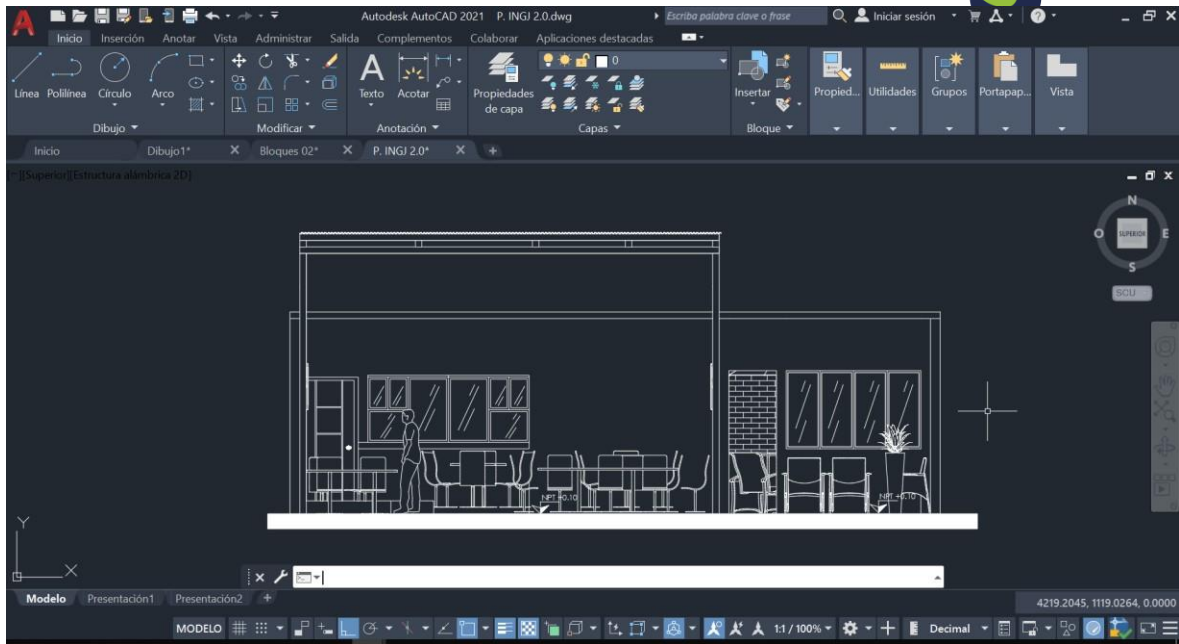 Autodesk AutoCAD 2021 P. INGJ 2.0.dwg
Escriba palabra clave o frase
Iniciar sesión
Inicio Inserción Anotar Vista Administrar Salida Complementos Colaborar Aplicaciones destacadas
A 0
Línea Polilínea Círculo Arco Texto Acotar Propiedades de capa Insertar Propied... Utilidades Grupos Portapap... Vista
Dibujo Modificar Anotación Capas Bloque
Inicio Dibujo1* Bloques 02* P. INGJ 2.0*
[-][Superior][Estructura alámbrica 2D]
N
O SUPERIOR E
S
SCU
NPT +0.10 NPT +0.10
Y
X
Modelo Presentación1 Presentación2 +
4219.2045, 1119.0264, 0.0000
MODELO 1:1 / 100% Decimal